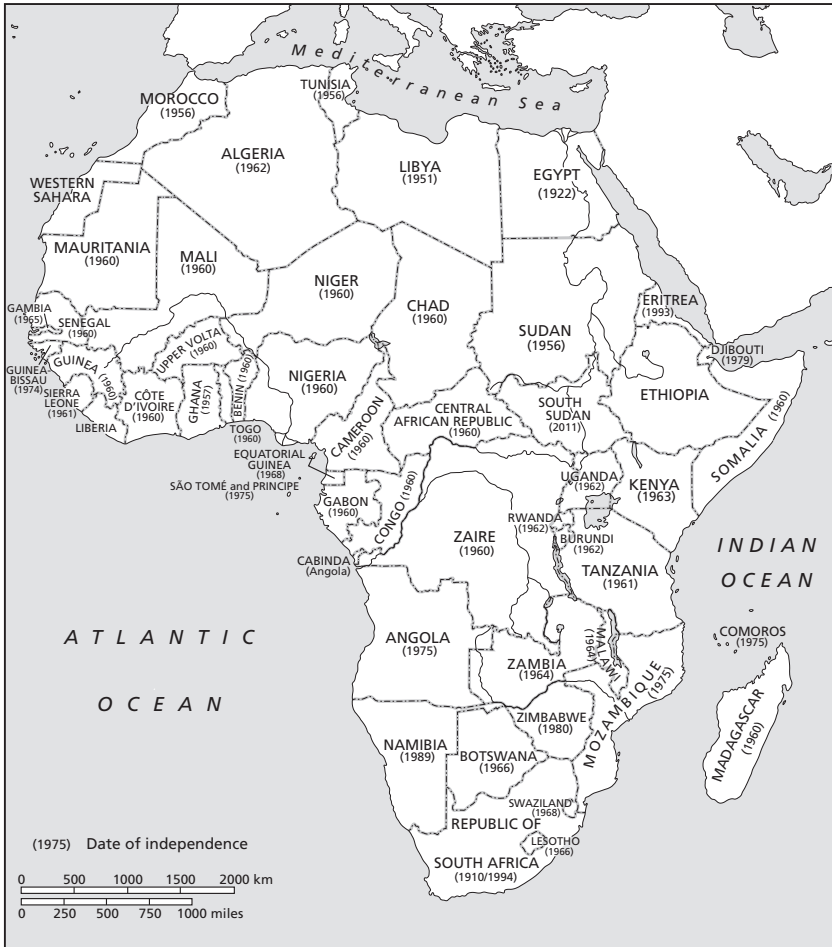 Mediterranean Sea
MOROCCO
(1956)
TUNISIA
(1956)
ALGERIA
(1962)
LIBYA
(1951)
EGYPT
(1922)
WESTERN
SAHARA
MAURITANIA
(1960)
MALI
(1960)
NIGER
(1960)
CHAD
(1960)
SUDAN
(1956)
ERITREA
(1993)
DJIBOUTI
(1979)
GAMBIA
(1965)
SENEGAL
(1960)
GUINEA
BISSAU
(1974)
GUINEA (1960)
SIERRA
LEONE
(1961)
LIBERIA
CÔTE
D'IVOIRE
(1960)
UPPER VOLTA
(1960)
GHANA
(1957)
BENIN (1960)
TOGO
(1960)
NIGERIA
(1960)
CAMEROON
(1960)
CENTRAL
AFRICAN REPUBLIC
(1960)
SOUTH
SUDAN
(2011)
ETHIOPIA
SOMALIA (1960)
EQUATORIAL
GUINEA
(1968)
SÃO TOMÉ and PRINCIPE
(1975)
GABON
(1960)
CONGO (1960)
CABINDA
(Angola)
ZAIRE
(1960)
UGANDA
(1962)
KENYA
(1963)
RWANDA
(1962)
BURUNDI
(1962)
TANZANIA
(1961)
INDIAN
OCEAN
ATLANTIC
OCEAN
ANGOLA
(1975)
ZAMBIA
(1964)
MALAWI
(1964)
MOZAMBIQUE
(1975)
COMOROS
(1975)
MADAGASCAR
(1960)
NAMIBIA
(1989)
BOTSWANA
(1966)
ZIMBABWE
(1980)
SWAZILAND
(1968)
REPUBLIC OF
SOUTH AFRICA
(1910/1994)
LESOTHO
(1966)
(1975) Date of independence
0 500 1000 1500 2000 km
0 250 500 750 1000 miles